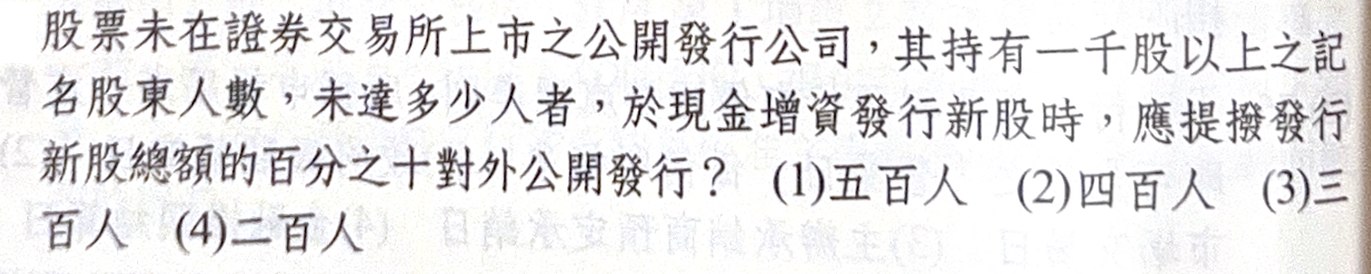 股票未在證券交易所上市之公開發行公司，其持有一千股以上之記
名股東人數，未達多少人者，於現金增資發行新股時，應提撥發行
新股總額的百分之十對外公開發行？ (1)五百人 (2)四百人 (3)三
百人 (4)二百人